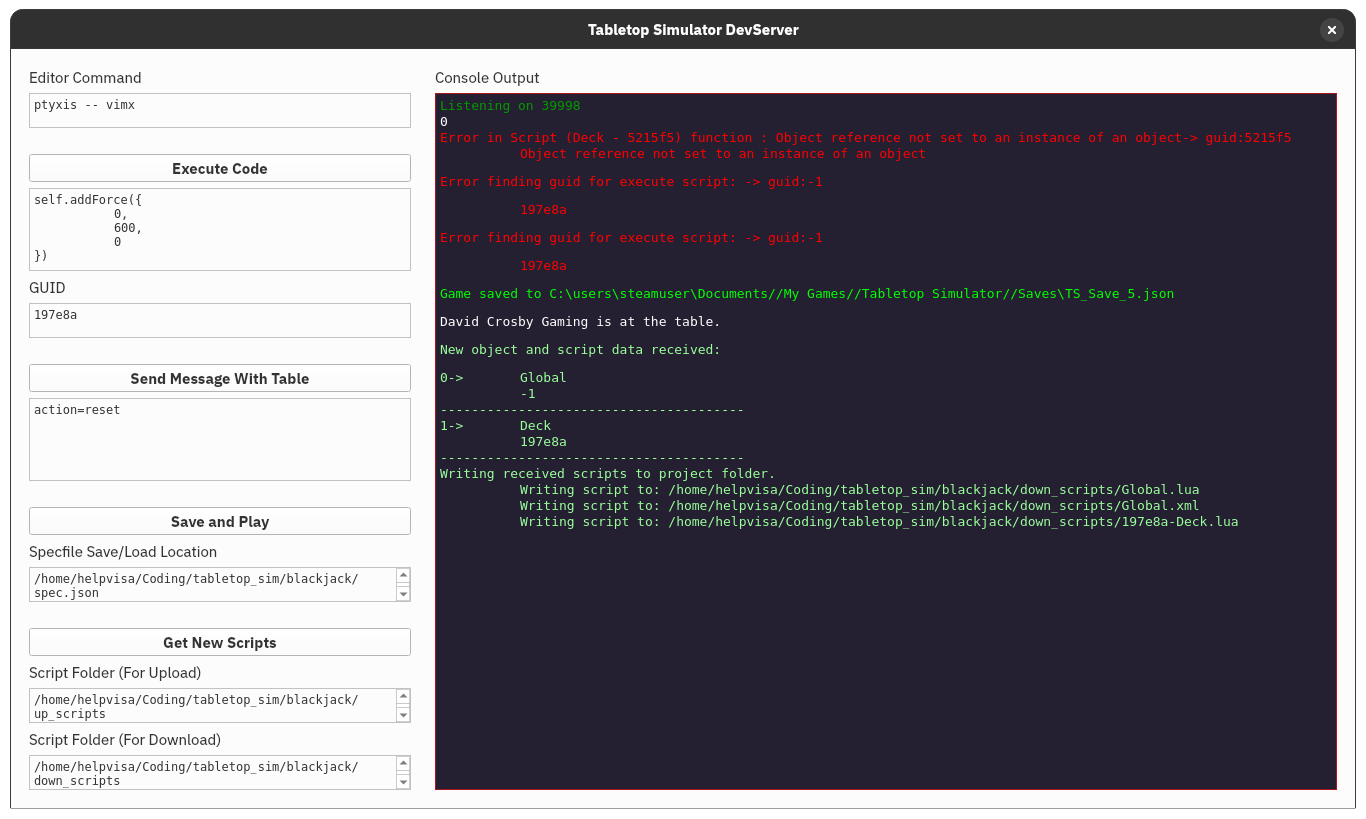 Tabletop Simulator DevServer
Editor Command
ptyxis -- vimx
Execute Code
self.addForce({
0,
600,
0
})
GUID
197e8a
Send Message With Table
action=reset
Save and Play
Specfile Save/Load Location
/home/helpvisa/Coding/tabletop_sim/blackjack/
spec.json
Get New Scripts
Script Folder (For Upload)
/home/helpvisa/Coding/tabletop_sim/blackjack/
up_scripts
Script Folder (For Download)
/home/helpvisa/Coding/tabletop_sim/blackjack/
down_scripts
Console Output
Listening on 39998
0
Error in Script (Deck - 5215f5) function : Object reference not set to an instance of an object-> guid:5215f5
Object reference not set to an instance of an object
Error finding guid for execute script: -> guid:-1
197e8a
Error finding guid for execute script: -> guid:-1
197e8a
Game saved to C:\users\steamuser\Documents//My Games//Tabletop Simulator//Saves\TS_Save_5.json
David Crosby Gaming is at the table.
New object and script data received:
0-> Global
-1
---------------------------------------
1-> Deck
197e8a
---------------------------------------
Writing received scripts to project folder.
Writing script to: /home/helpvisa/Coding/tabletop_sim/blackjack/down_scripts/Global.lua
Writing script to: /home/helpvisa/Coding/tabletop_sim/blackjack/down_scripts/Global.xml
Writing script to: /home/helpvisa/Coding/tabletop_sim/blackjack/down_scripts/197e8a-Deck.lua